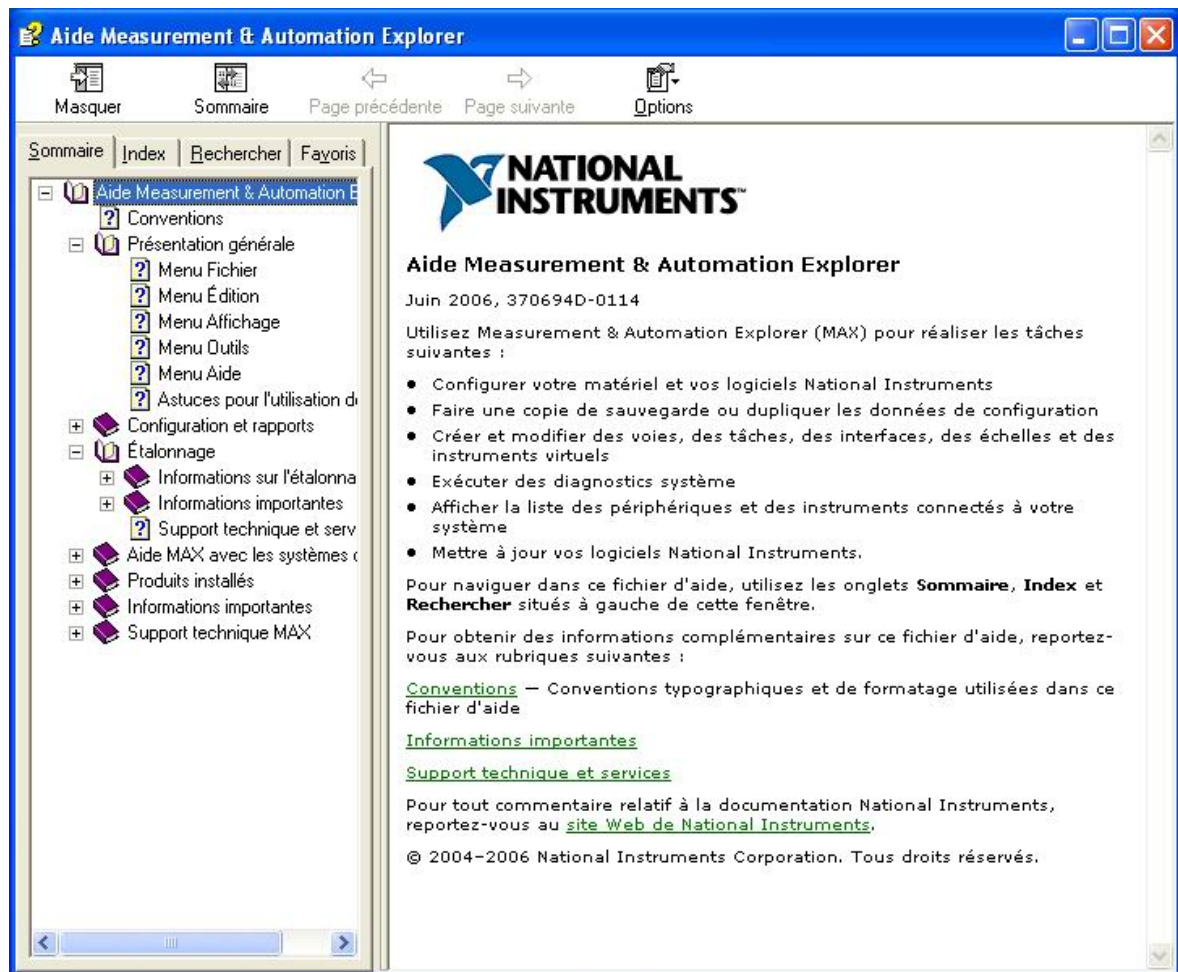 Aide Measurement & Automation Explorer
Masquer Sommaire Page précédente Page suivante Options
Sommaire Index Rechercher Favoris
Aide Measurement & Automation E
Conventions
Présentation générale
Menu Fichier
Menu Édition
Menu Affichage
Menu Outils
Menu Aide
Astuces pour l'utilisation d
Configuration et rapports
Étalonnage
Informations sur l'étalonna
Informations importantes
Support technique et serv
Aide MAX avec les systèmes
Produits installés
Informations importantes
Support technique MAX
NATIONAL
INSTRUMENTS™
Aide Measurement & Automation Explorer
Juin 2006, 370694D-0114
Utilisez Measurement & Automation Explorer (MAX) pour réaliser les tâches
suivantes :
• Configurer votre matériel et vos logiciels National Instruments
• Faire une copie de sauvegarde ou dupliquer les données de configuration
• Créer et modifier des voies, des tâches, des interfaces, des échelles et des
instruments virtuels
• Exécuter des diagnostics système
• Afficher la liste des périphériques et des instruments connectés à votre
système
• Mettre à jour vos logiciels National Instruments.
Pour naviguer dans ce fichier d'aide, utilisez les onglets Sommaire, Index et
Rechercher situés à gauche de cette fenêtre.
Pour obtenir des informations complémentaires sur ce fichier d'aide, reportez-
vous aux rubriques suivantes :
Conventions — Conventions typographiques et de formatage utilisées dans ce
fichier d'aide
Informations importantes
Support technique et services
Pour tout commentaire relatif à la documentation National Instruments,
reportez-vous au site Web de National Instruments.
© 2004–2006 National Instruments Corporation. Tous droits réservés.